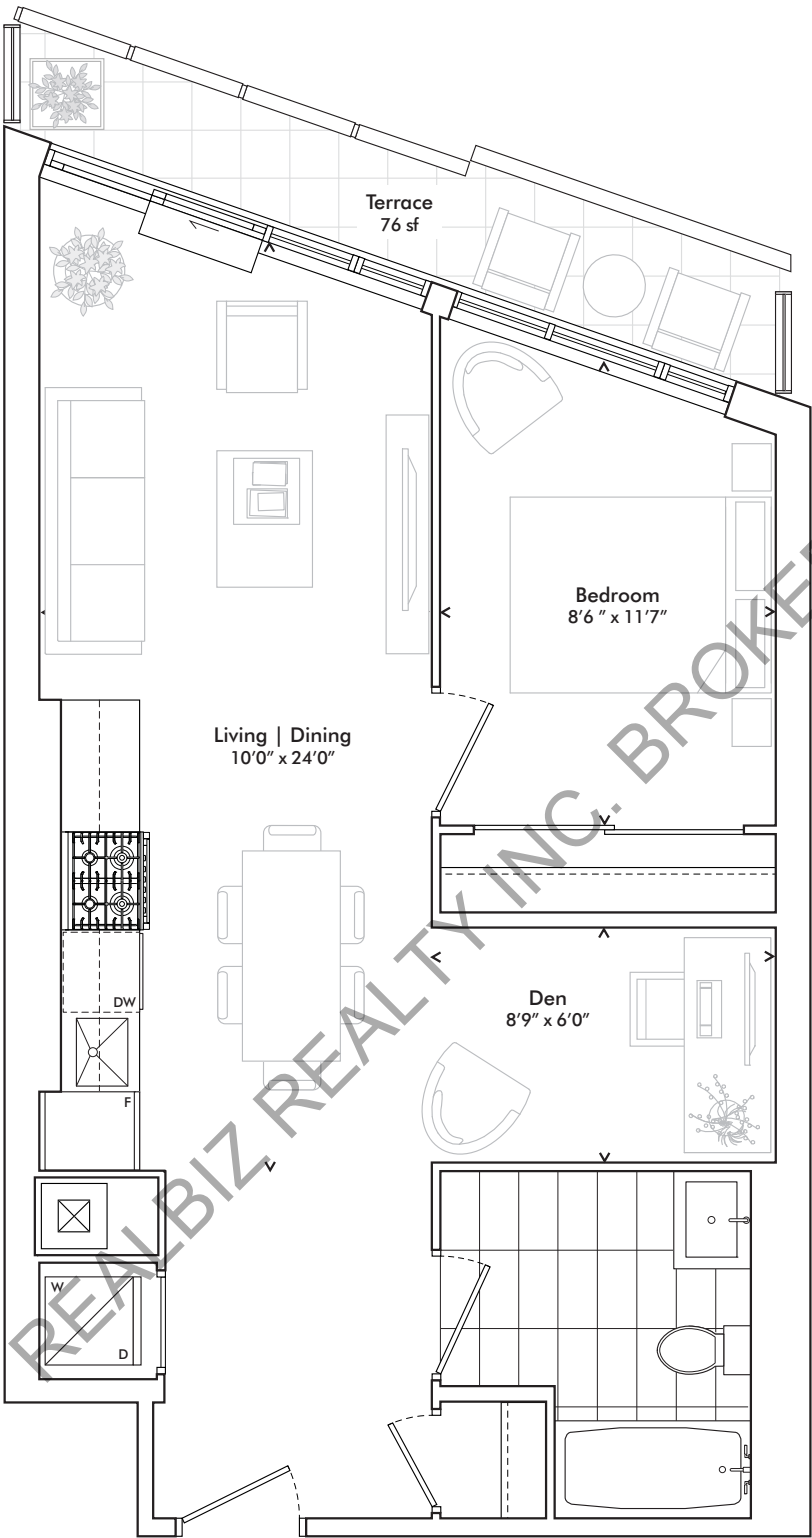 Terrace
76 sf
Bedroom
8'6" x 11'7"
Living | Dining
10'0" x 24'0"
DW
Den
8'9" x 6'0"
F
W
D
REALBIZ REALTY INC.